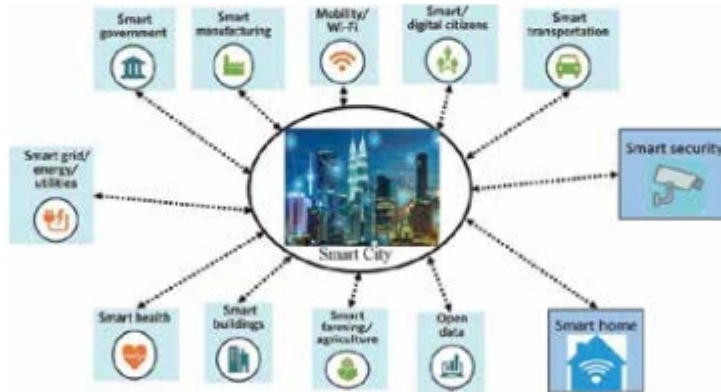 Smart
government
Smart
manufacturing
Mobility/
Wi-Fi
Smart/
digital citizens
Smart
transportation
Smart security
Smart grid/
energy/
utilities
Smart City
Smart health
Smart
buildings
Smart
farming/
agriculture
Open
data
Smart home